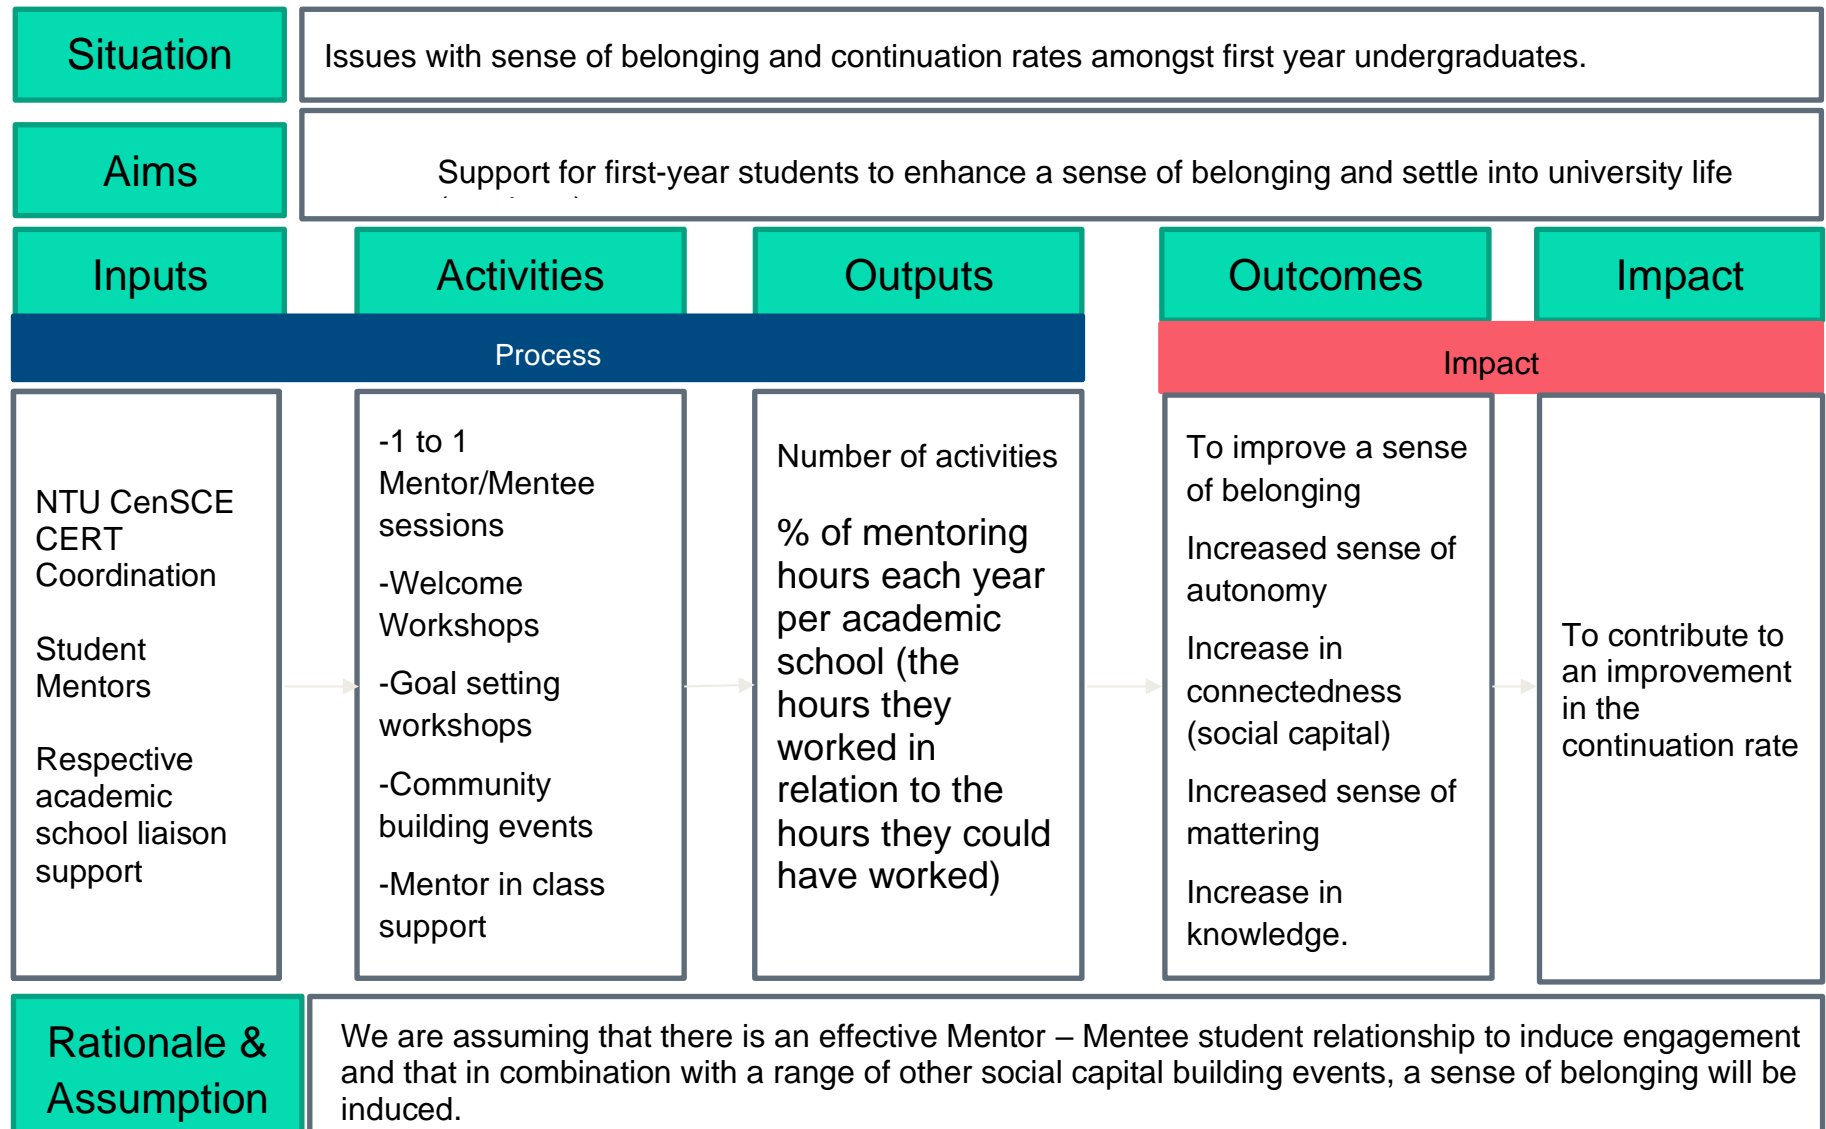 Situation
Issues with sense of belonging and continuation rates amongst first year undergraduates.
Aims
Support for first-year students to enhance a sense of belonging and settle into university life
Inputs
Activities
Outputs
Outcomes
Impact
Process
Impact
NTU CenSCE
CERT
Coordination
Student
Mentors
Respective
academic
school liaison
support
-1 to 1
Mentor/Mentee
sessions
-Welcome
Workshops
-Goal setting
workshops
-Community
building events
-Mentor in class
support
Number of activities
% of mentoring
hours each year
per academic
school (the
hours they
worked in
relation to the
hours they could
have worked)
To improve a sense
of belonging
Increased sense of
autonomy
Increase in
connectedness
(social capital)
Increased sense of
mattering
Increase in
knowledge.
To contribute to
an improvement
in the
continuation rate
Rationale &
Assumption
We are assuming that there is an effective Mentor – Mentee student relationship to induce engagement
and that in combination with a range of other social capital building events, a sense of belonging will be
induced.